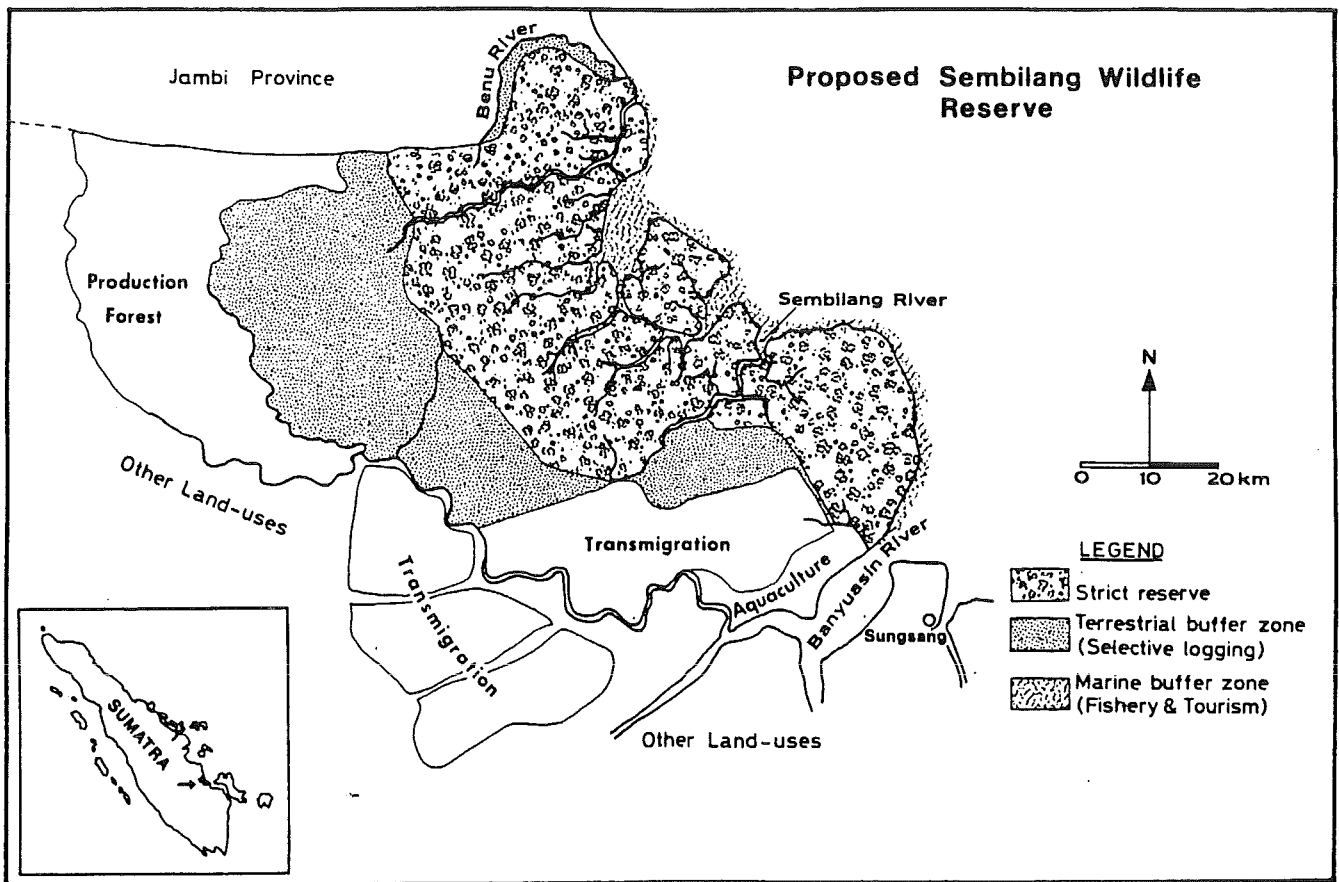 Proposed Sembilang Wildlife
Reserve
Jambi Province
Benu River
Production
Forest
Sembilang River
N
0 10 20 km
Other Land-uses
Transmigration
Transmigration
Aquaculture
Banyuasin River
Sungsang
Other Land-uses
LEGEND
Strict reserve
Terrestrial buffer zone
(Selective logging)
Marine buffer zone
(Fishery & Tourism)
SUMATRA